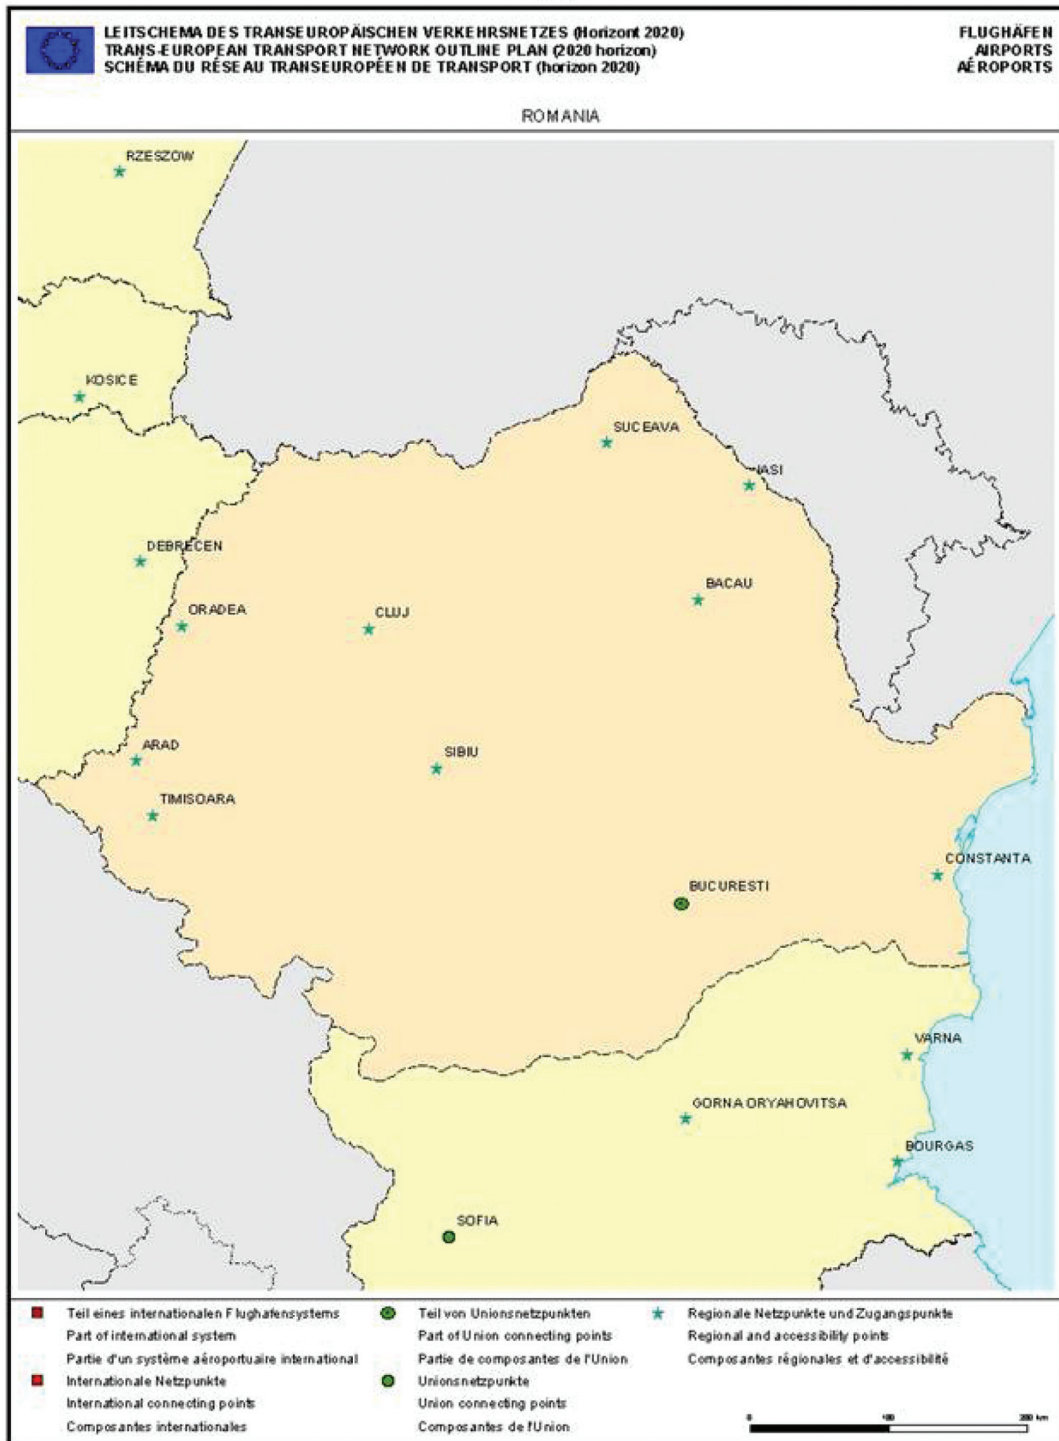 LEITSCHEMA DES TRANSEUROPÄISCHEN VERKEHRSNETZES (Horizont 2020)
TRANS-EUROPEAN TRANSPORT NETWORK OUTLINE PLAN (2020 horizon)
SCHÉMA DU RÉSEAU TRANSEUROPÉEN DE TRANSPORT (horizon 2020)
FLUGHÄFEN
AIRPORTS
AÉROPORTS
ROMANIA
RZESZOW
KOSICE
SUCEAVA
IASI
DEBRECEN
BACAU
ORADEA
CLUJ
ARAD
SIBIU
TIMISOARA
CONSTANTA
BUCURESTI
VARNA
GORNA ORYAHOVITSA
BOURGAS
SOFIA
Teil eines internationalen Flughafensystems
Part of international system
Partie d'un système aéroportuaire international
Internationale Netzpunkte
International connecting points
Composantes internationales
Teil von Unionsnetzpunkten
Part of Union connecting points
Partie de composantes de l'Union
Unionsnetzpunkte
Union connecting points
Composantes de l'Union
Regionale Netzpunkte und Zugangspunkte
Regional and accessibility points
Composantes régionales et d'accessibilité
0 100 200 km